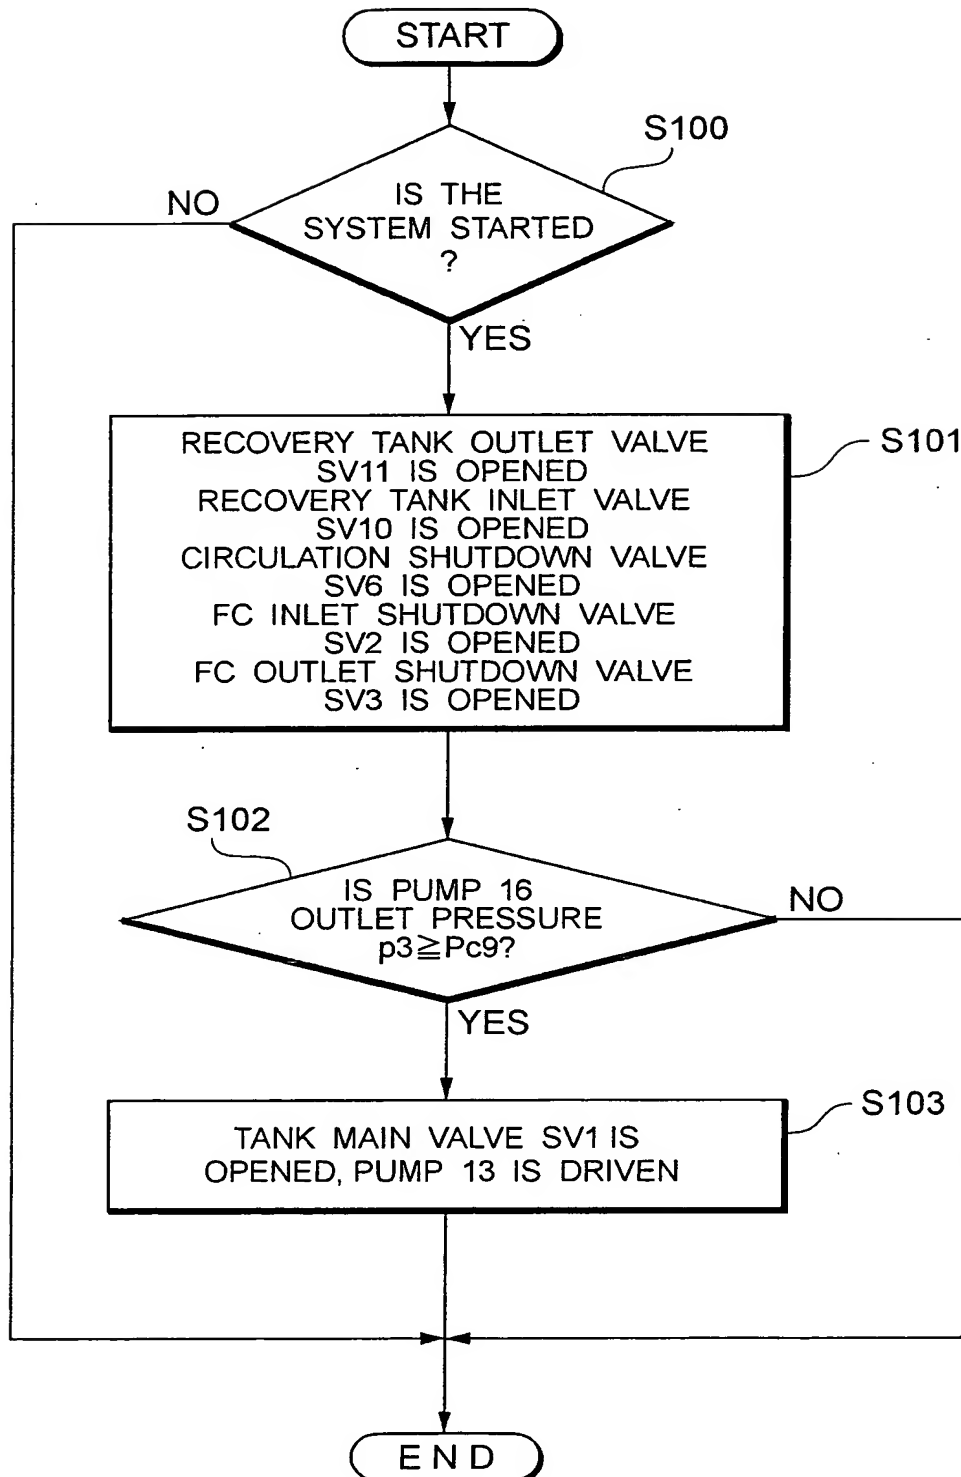 START
S100
NO
IS THE
SYSTEM STARTED
?
YES
RECOVERY TANK OUTLET VALVE
SV11 IS OPENED
RECOVERY TANK INLET VALVE
SV10 IS OPENED
CIRCULATION SHUTDOWN VALVE
SV6 IS OPENED
FC INLET SHUTDOWN VALVE
SV2 IS OPENED
FC OUTLET SHUTDOWN VALVE
SV3 IS OPENED
S101
S102
IS PUMP 16
OUTLET PRESSURE
p3≧Pc9?
NO
YES
S103
TANK MAIN VALVE SV1 IS
OPENED, PUMP 13 IS DRIVEN
END